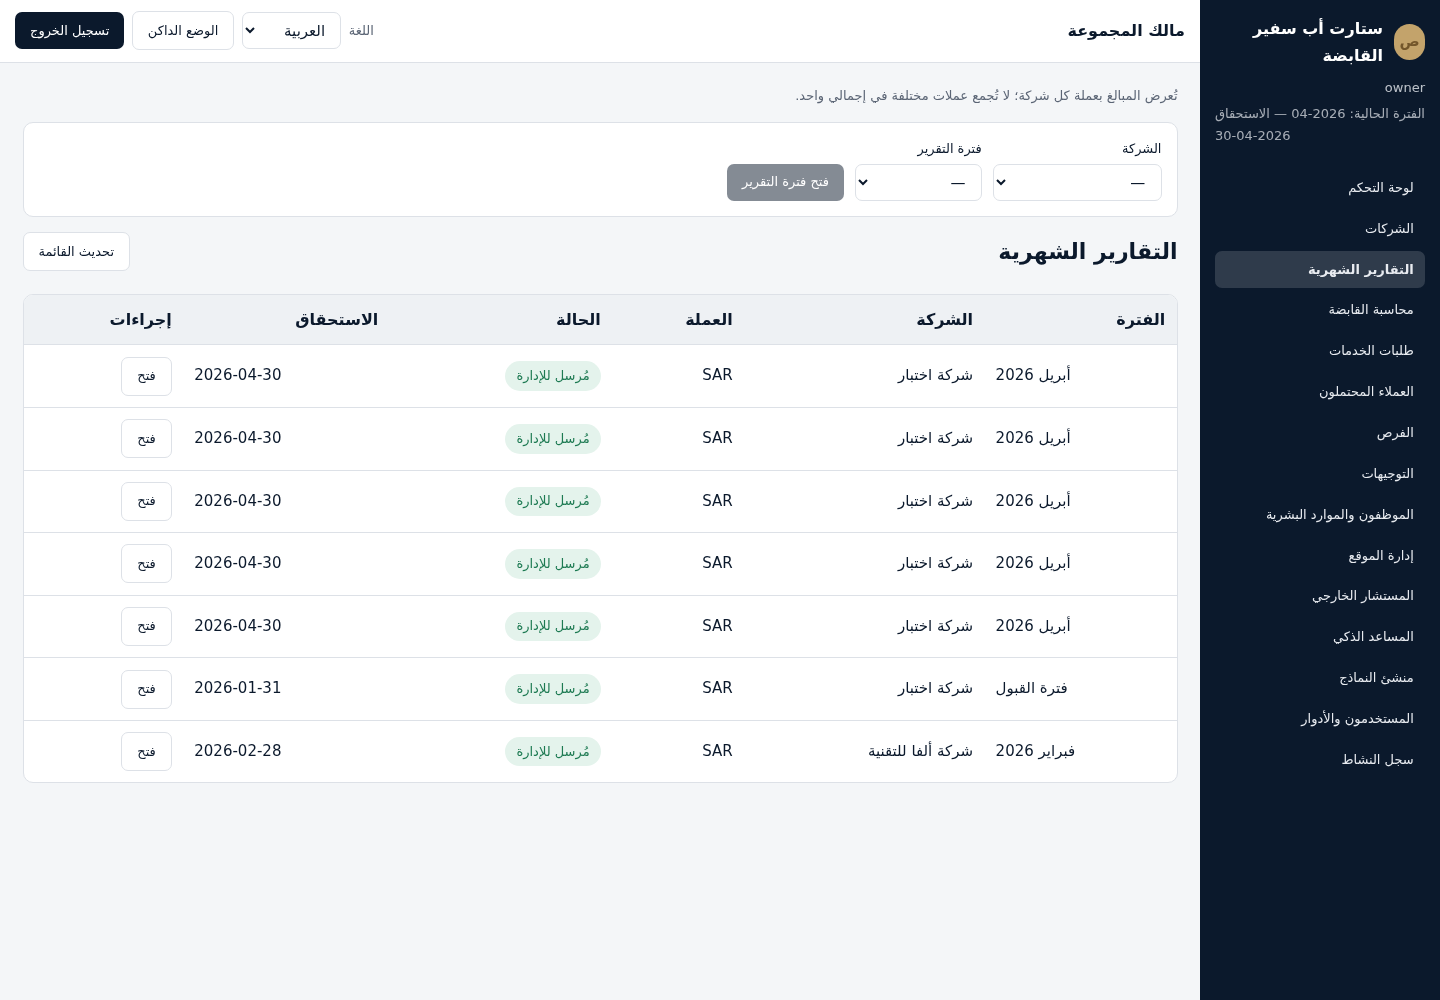 ص
ستارت أب سفير
القابضة
owner
الفترة الحالية: 2026-04 — الاستحقاق
2026-04-30
لوحة التحكم
الشركات
التقارير الشهرية
محاسبة القابضة
طلبات الخدمات
العملاء المحتملون
الفرص
التوجيهات
الموظفون والموارد البشرية
إدارة الموقع
المستشار الخارجي
المساعد الذكي
منشئ النماذج
المستخدمون والأدوار
سجل النشاط
مالك المجموعة اللغة العربية الوضع الداكن تسجيل الخروج
تُعرض المبالغ بعملة كل شركة؛ لا تُجمع عملات مختلفة في إجمالي واحد.
الشركة فترة التقرير
— — فتح فترة التقرير
التقارير الشهرية تحديث القائمة
الفترة الشركة العملة الحالة الاستحقاق إجراءات
أبريل 2026 شركة اختبار SAR مُرسل للإدارة 2026-04-30 فتح
أبريل 2026 شركة اختبار SAR مُرسل للإدارة 2026-04-30 فتح
أبريل 2026 شركة اختبار SAR مُرسل للإدارة 2026-04-30 فتح
أبريل 2026 شركة اختبار SAR مُرسل للإدارة 2026-04-30 فتح
أبريل 2026 شركة اختبار SAR مُرسل للإدارة 2026-04-30 فتح
فترة القبول شركة اختبار SAR مُرسل للإدارة 2026-01-31 فتح
فبراير 2026 شركة ألفا للتقنية SAR مُرسل للإدارة 2026-02-28 فتح